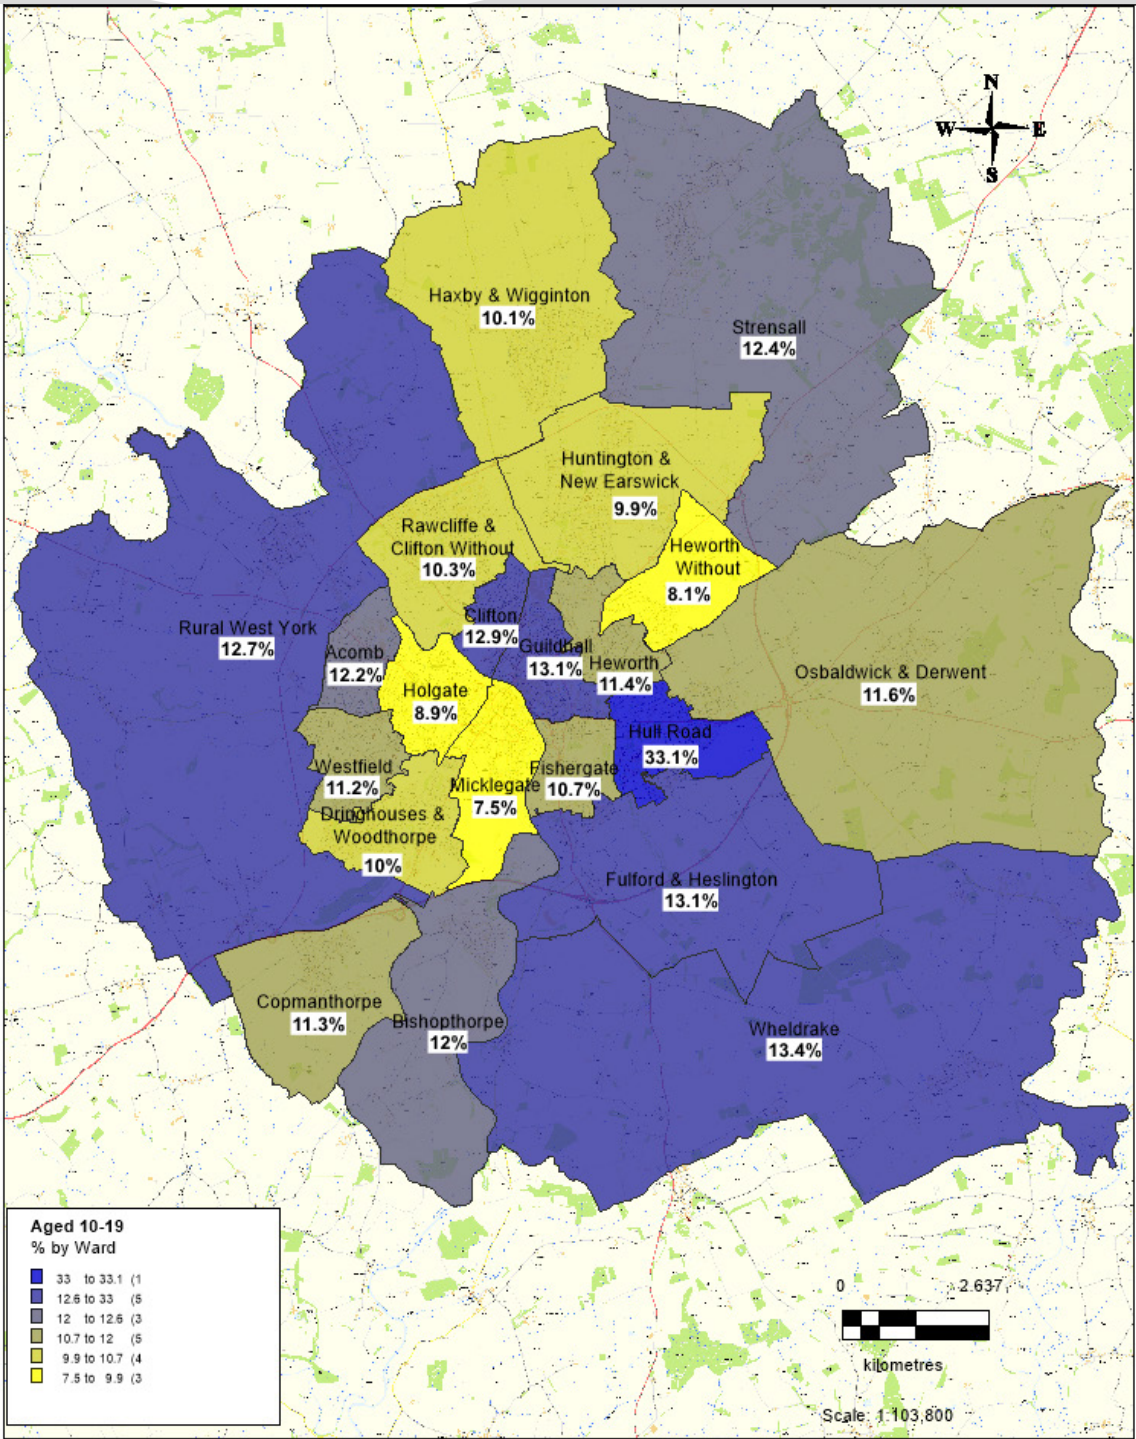 N
W E
S
Haxby & Wigginton
10.1%
Strensall
12.4%
Huntington &
New Earswick
9.9%
Rawcliffe &
Clifton Without
10.3%
Heworth
Without
8.1%
Clifton
12.9%
Rural West York
12.7%
Guildhall
13.1%
Acomb
12.2%
Heworth
11.4%
Osbaldwick & Derwent
11.6%
Holgate
8.9%
Hull Road
33.1%
Westfield
11.2%
Fishergate
10.7%
Micklegate
7.5%
Dringhouses &
Woodthorpe
10%
Fulford & Heslington
13.1%
Copmanthorpe
11.3%
Bishopthorpe
12%
Wheldrake
13.4%
Aged 10-19
% by Ward
33 to 33.1 (1
12.6 to 33 (5
12 to 12.6 (3
10.7 to 12 (5
9.9 to 10.7 (4
7.5 to 9.9 (3
0 2.637
kilometres
Scale: 1:103,800